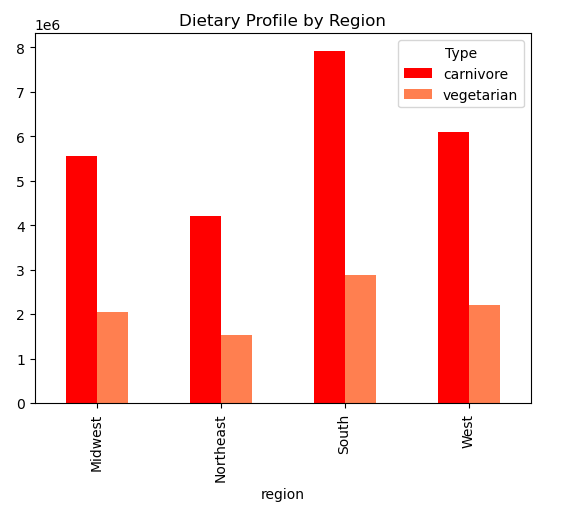 Dietary Profile by Region
1e6
8
7
6
5
4
3
2
1
0
Type
carnivore
vegetarian
Midwest
Northeast
South
West
region